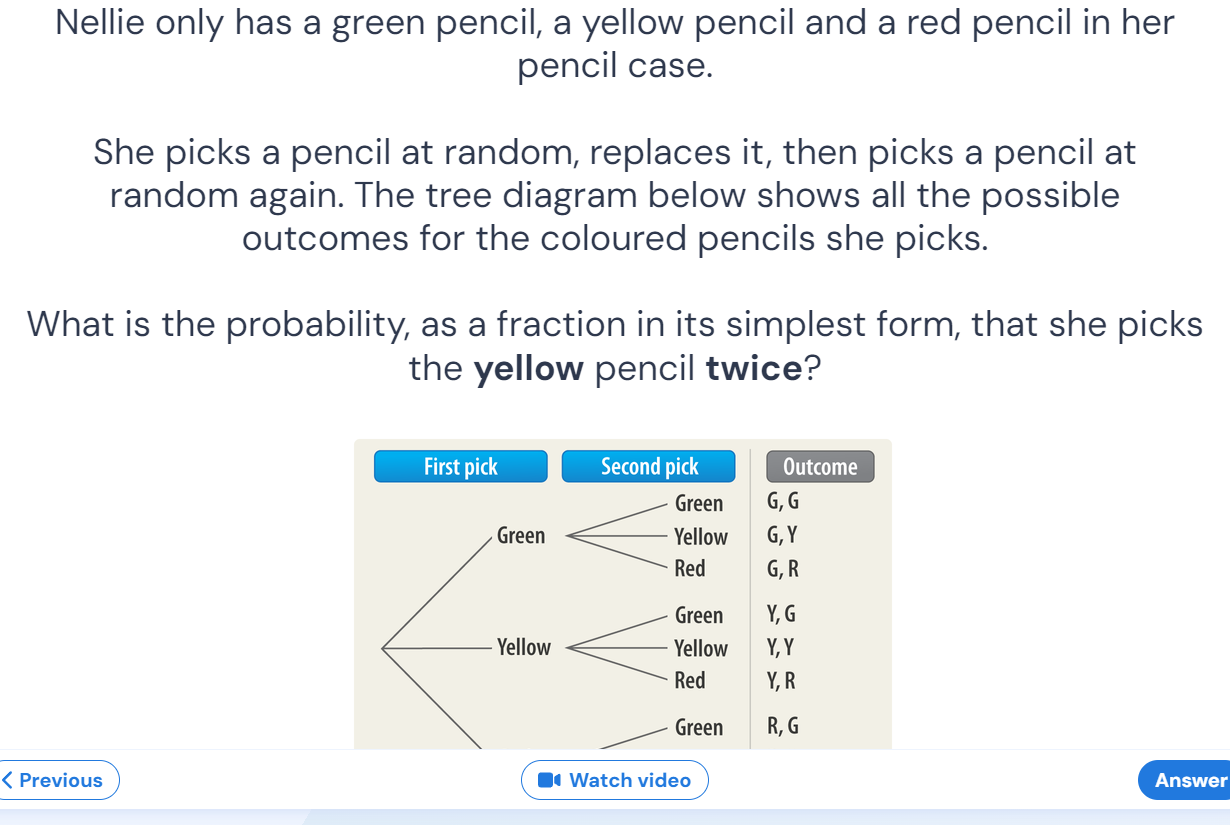 Nellie only has a green pencil, a yellow pencil and a red pencil in her
pencil case.
She picks a pencil at random, replaces it, then picks a pencil at
random again. The tree diagram below shows all the possible
outcomes for the coloured pencils she picks.
What is the probability, as a fraction in its simplest form, that she picks
the yellow pencil twice?
First pick Second pick Outcome
Green G, G
Green Yellow G, Y
Red G, R
Green Y, G
Yellow Yellow Y, Y
Red Y, R
Green R, G
Previous Watch video Answer